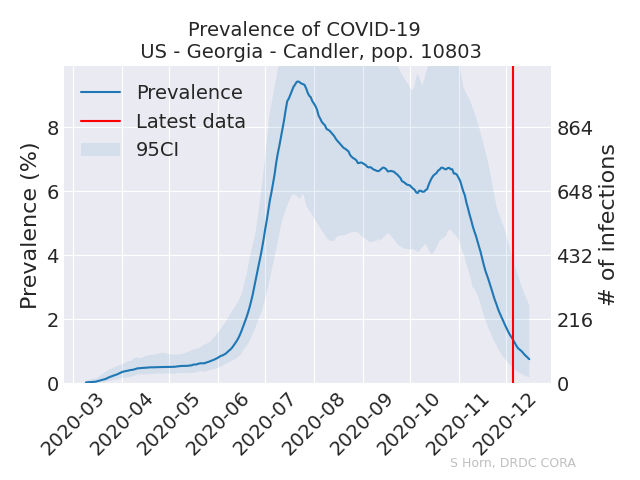 Prevalence of COVID-19
US - Georgia - Candler, pop. 10803
Prevalence
Latest data
95CI
Prevalence (%)
8
6
4
2
0
864
648
432
216
0
# of infections
2020-03
2020-04
2020-05
2020-06
2020-07
2020-08
2020-09
2020-10
2020-11
2020-12
S Horn, DRDC CORA